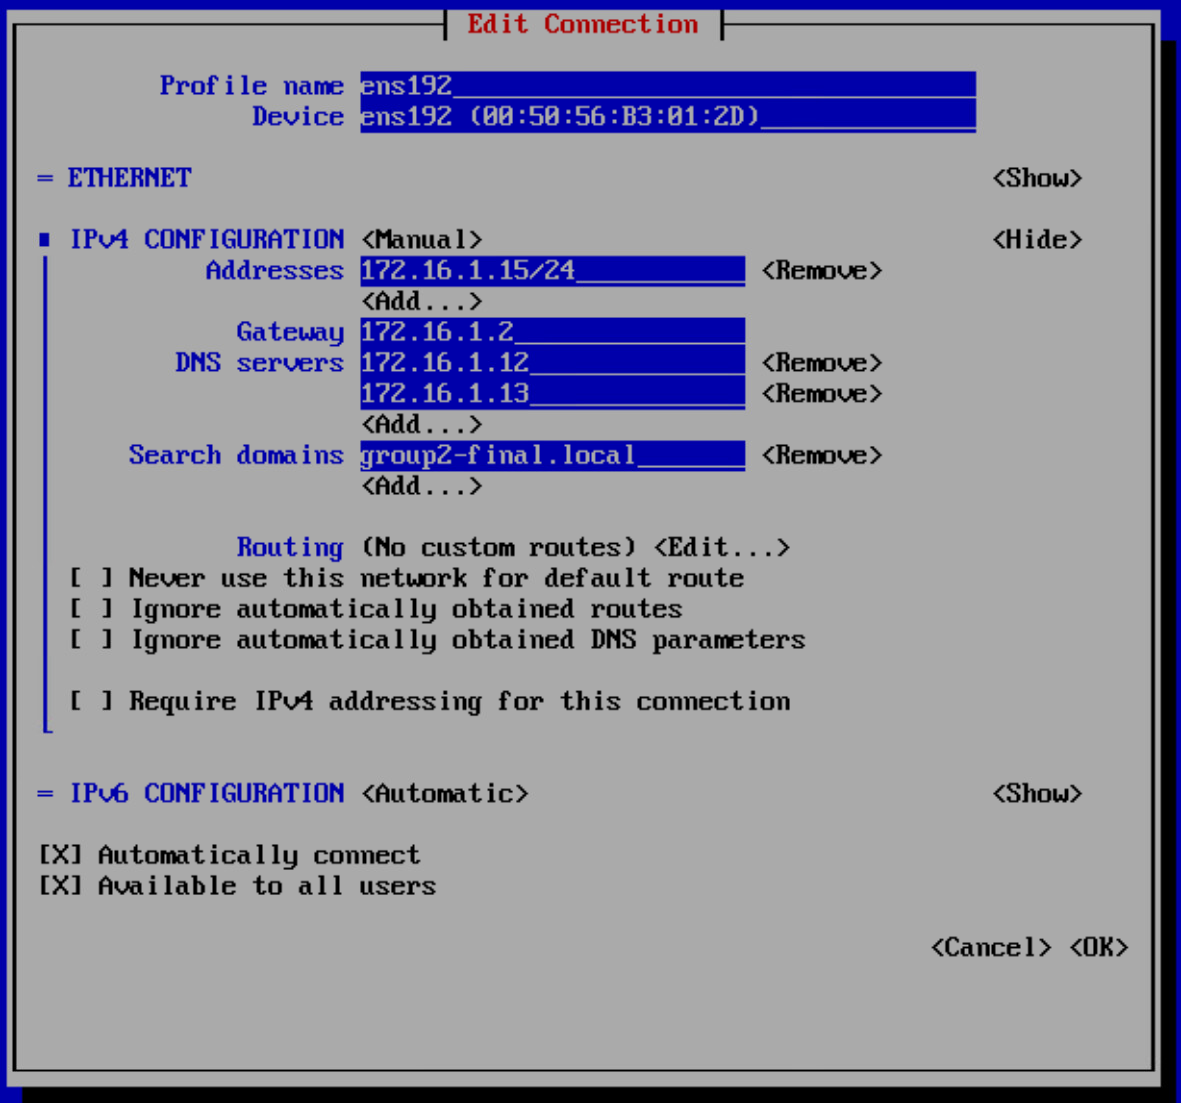 Edit Connection
Profile name ens192
Device ens192 (00:50:56:B3:01:2D)
= ETHERNET <Show>
IPv4 CONFIGURATION <Manual> <Hide>
Addresses 172.16.1.15/24 <Remove>
<Add...>
Gateway 172.16.1.2
DNS servers 172.16.1.12 <Remove>
172.16.1.13 <Remove>
<Add...>
Search domains group2-final.local <Remove>
<Add...>
Routing (No custom routes) <Edit...>
[ ] Never use this network for default route
[ ] Ignore automatically obtained routes
[ ] Ignore automatically obtained DNS parameters
[ ] Require IPv4 addressing for this connection
= IPv6 CONFIGURATION <Automatic> <Show>
[X] Automatically connect
[X] Available to all users
<Cancel> <OK>